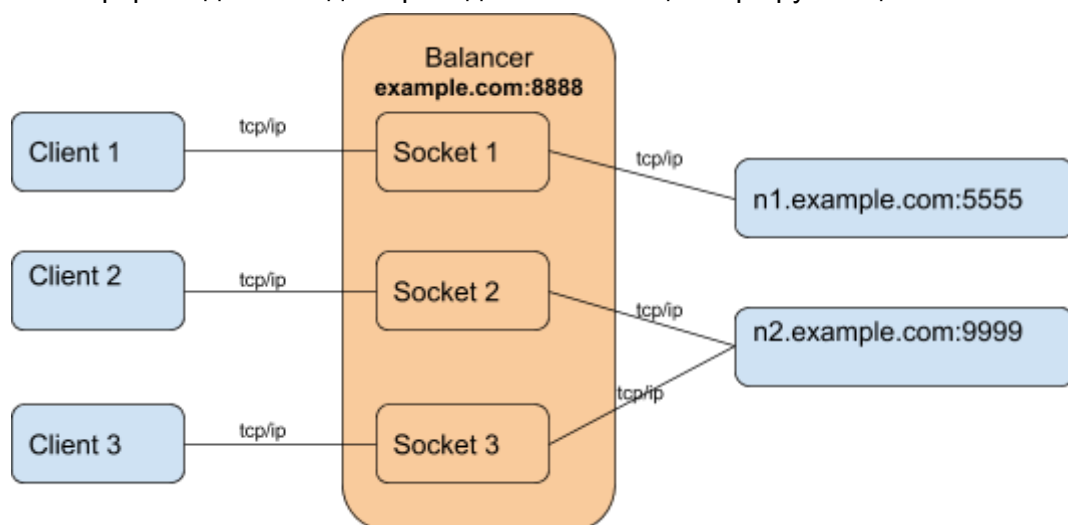 Balancer
example.com:8888
Client 1
tcp/ip
Socket 1
tcp/ip
n1.example.com:5555
Client 2
tcp/ip
Socket 2
tcp/ip
n2.example.com:9999
Client 3
tcp/ip
Socket 3
tcp/ip